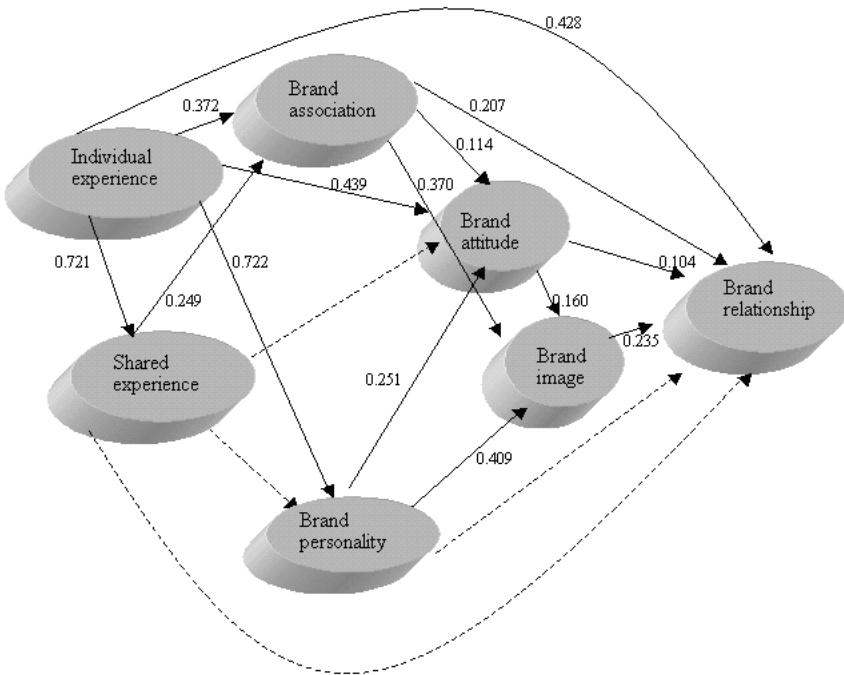 0.428
Brand
association
0.207
0.372
0.114
Individual
experience
0.439
0.370
Brand
attitude
0.721
0.722
0.104
Brand
relationship
0.249
0.160
Shared
experience
0.235
Brand
image
0.251
0.409
Brand
personality